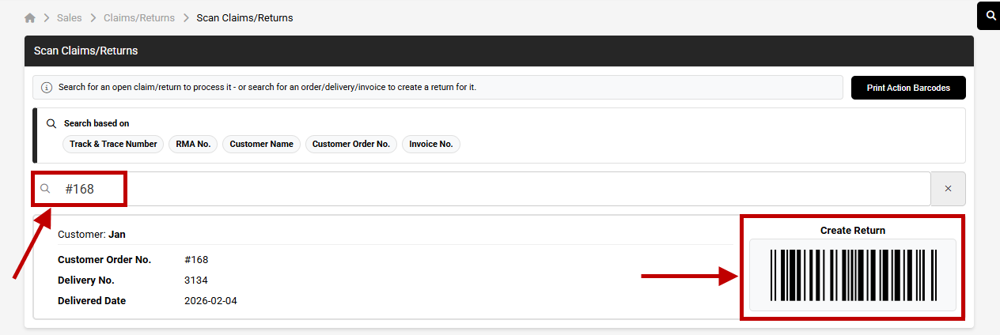 Sales Claims/Returns Scan Claims/Returns
Scan Claims/Returns
Search for an open claim/return to process it - or search for an order/delivery/invoice to create a return for it.
Print Action Barcodes
Search based on
Track & Trace Number RMA No. Customer Name Customer Order No. Invoice No.
#168
Customer: Jan
Create Return
Customer Order No. #168
Delivery No. 3134
Delivered Date 2026-02-04